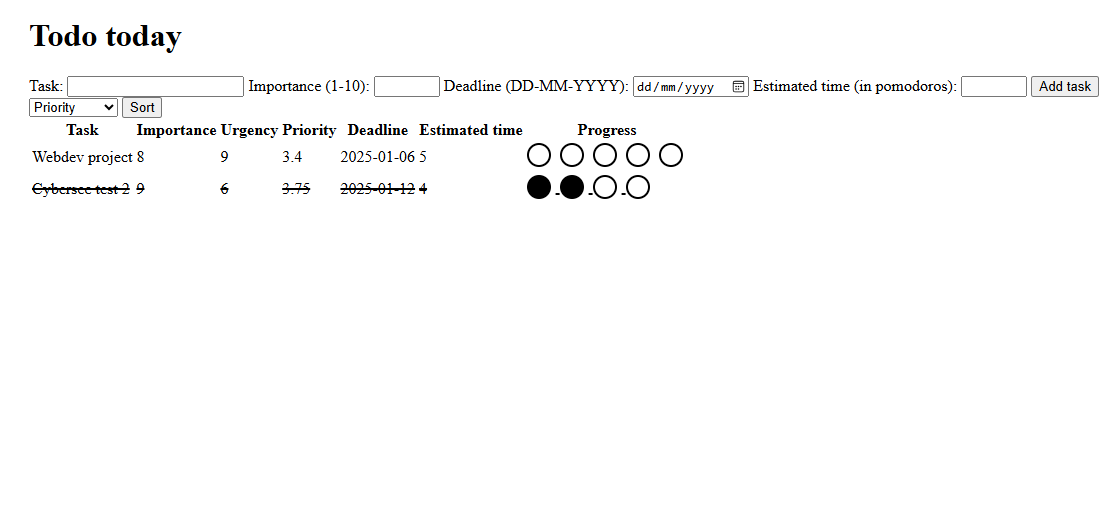 Todo today
Task: Importance (1-10): Deadline (DD-MM-YYYY): dd/mm/yyyy Estimated time (in pomodoros): Add task
Priority Sort
Task Importance Urgency Priority Deadline Estimated time Progress
Webdev project 8 9 3.4 2025-01-06 5
Cybersec test 2 9 6 3.75 2025-01-12 4